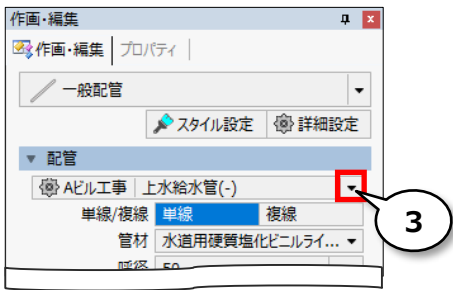 作画・編集
作画・編集 プロパティ
一般配管
スタイル設定 詳細設定
配管
Aビル工事 上水給水管(-)
単線/複線 単線 複線
管材 水道用硬質塩化ビニルライ...
呼径 50
3